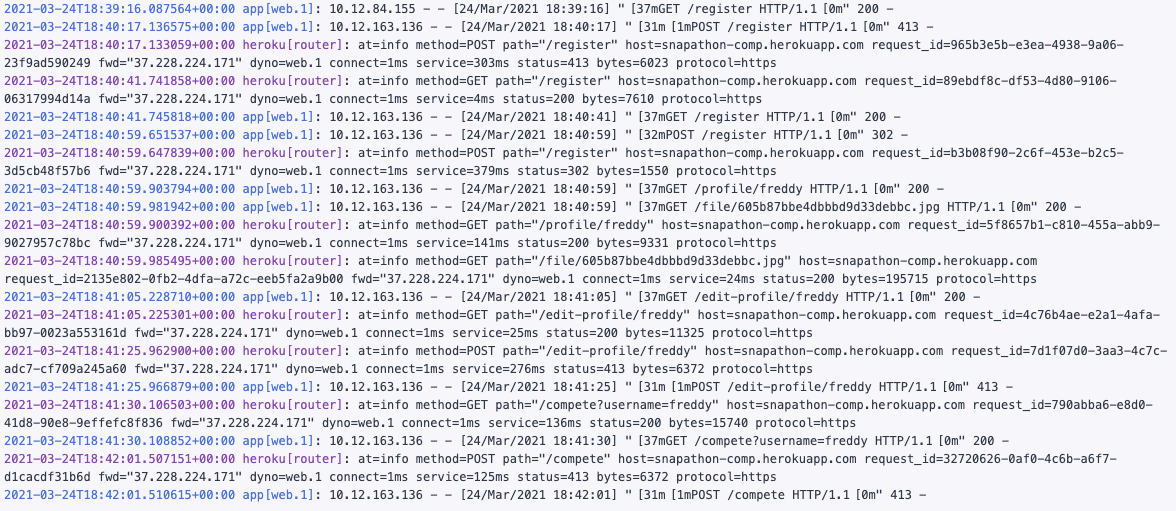 2021-03-24T18:39:16.087564+00:00 app[web.1]: 10.12.84.155 - - [24/Mar/2021 18:39:16] "[37mGET /register HTTP/1.1[0m" 200 -
2021-03-24T18:40:17.136575+00:00 app[web.1]: 10.12.163.136 - - [24/Mar/2021 18:40:17] "[31m[1mPOST /register HTTP/1.1[0m" 413 -
2021-03-24T18:40:17.133059+00:00 heroku[router]: at=info method=POST path="/register" host=snapathon-comp.herokuapp.com request_id=965b3e5b-e3ea-4938-9a06-
23f9ad590249 fwd="37.228.224.171" dyno=web.1 connect=1ms service=303ms status=413 bytes=6023 protocol=https
2021-03-24T18:40:41.741858+00:00 heroku[router]: at=info method=GET path="/register" host=snapathon-comp.herokuapp.com request_id=89ebdf8c-df53-4d80-9106-
06317994d14a fwd="37.228.224.171" dyno=web.1 connect=1ms service=4ms status=200 bytes=7610 protocol=https
2021-03-24T18:40:41.745818+00:00 app[web.1]: 10.12.163.136 - - [24/Mar/2021 18:40:41] "[37mGET /register HTTP/1.1[0m" 200 -
2021-03-24T18:40:59.651537+00:00 app[web.1]: 10.12.163.136 - - [24/Mar/2021 18:40:59] "[32mPOST /register HTTP/1.1[0m" 302 -
2021-03-24T18:40:59.647839+00:00 heroku[router]: at=info method=POST path="/register" host=snapathon-comp.herokuapp.com request_id=b3b08f90-2c6f-453e-b2c5-
3d5cb48f57b6 fwd="37.228.224.171" dyno=web.1 connect=1ms service=379ms status=302 bytes=1550 protocol=https
2021-03-24T18:40:59.903794+00:00 app[web.1]: 10.12.163.136 - - [24/Mar/2021 18:40:59] "[37mGET /profile/freddy HTTP/1.1[0m" 200 -
2021-03-24T18:40:59.981942+00:00 app[web.1]: 10.12.163.136 - - [24/Mar/2021 18:40:59] "[37mGET /file/605b87bbe4dbbbd9d33debbc.jpg HTTP/1.1[0m" 200 -
2021-03-24T18:40:59.900392+00:00 heroku[router]: at=info method=GET path="/profile/freddy" host=snapathon-comp.herokuapp.com request_id=5f8657b1-c810-455a-abb9-
9027957c78bc fwd="37.228.224.171" dyno=web.1 connect=1ms service=141ms status=200 bytes=9331 protocol=https
2021-03-24T18:40:59.985495+00:00 heroku[router]: at=info method=GET path="/file/605b87bbe4dbbbd9d33debbc.jpg" host=snapathon-comp.herokuapp.com
request_id=2135e802-0fb2-4dfa-a72c-eeb5fa2a9b00 fwd="37.228.224.171" dyno=web.1 connect=1ms service=24ms status=200 bytes=195715 protocol=https
2021-03-24T18:41:05.228710+00:00 app[web.1]: 10.12.163.136 - - [24/Mar/2021 18:41:05] "[37mGET /edit-profile/freddy HTTP/1.1[0m" 200 -
2021-03-24T18:41:05.225301+00:00 heroku[router]: at=info method=GET path="/edit-profile/freddy" host=snapathon-comp.herokuapp.com request_id=4c76b4ae-e2a1-4afa-
bb97-0023a553161d fwd="37.228.224.171" dyno=web.1 connect=1ms service=25ms status=200 bytes=11325 protocol=https
2021-03-24T18:41:25.962900+00:00 heroku[router]: at=info method=POST path="/edit-profile/freddy" host=snapathon-comp.herokuapp.com request_id=7d1f07d0-3aa3-4c7c-
adc7-cf709a245a60 fwd="37.228.224.171" dyno=web.1 connect=1ms service=276ms status=413 bytes=6372 protocol=https
2021-03-24T18:41:25.966879+00:00 app[web.1]: 10.12.163.136 - - [24/Mar/2021 18:41:25] "[31m[1mPOST /edit-profile/freddy HTTP/1.1[0m" 413 -
2021-03-24T18:41:30.106503+00:00 heroku[router]: at=info method=GET path="/compete?username=freddy" host=snapathon-comp.herokuapp.com request_id=790abba6-e8d0-
41d8-90e8-9effefc8f836 fwd="37.228.224.171" dyno=web.1 connect=1ms service=136ms status=200 bytes=15740 protocol=https
2021-03-24T18:41:30.108852+00:00 app[web.1]: 10.12.163.136 - - [24/Mar/2021 18:41:30] "[37mGET /compete?username=freddy HTTP/1.1[0m" 200 -
2021-03-24T18:42:01.507151+00:00 heroku[router]: at=info method=POST path="/compete" host=snapathon-comp.herokuapp.com request_id=32720626-0af0-4c6b-a6f7-
d1cacdf31b6d fwd="37.228.224.171" dyno=web.1 connect=1ms service=125ms status=413 bytes=6372 protocol=https
2021-03-24T18:42:01.510615+00:00 app[web.1]: 10.12.163.136 - - [24/Mar/2021 18:42:01] "[31m[1mPOST /compete HTTP/1.1[0m" 413 -